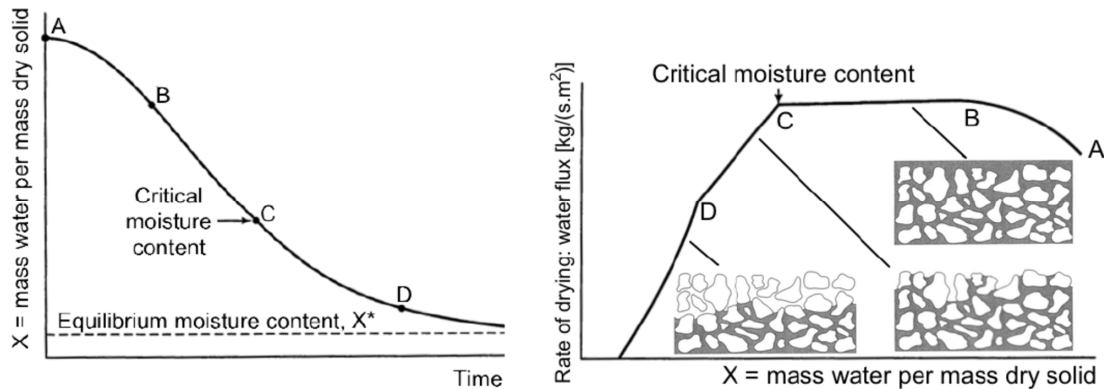 X = mass water per mass dry solid
A
B
Critical
moisture
content
C
D
Equilibrium moisture content, X*
Time
Rate of drying: water flux [kg/(s.m²)]
Critical moisture content
C
B
A
D
X = mass water per mass dry solid